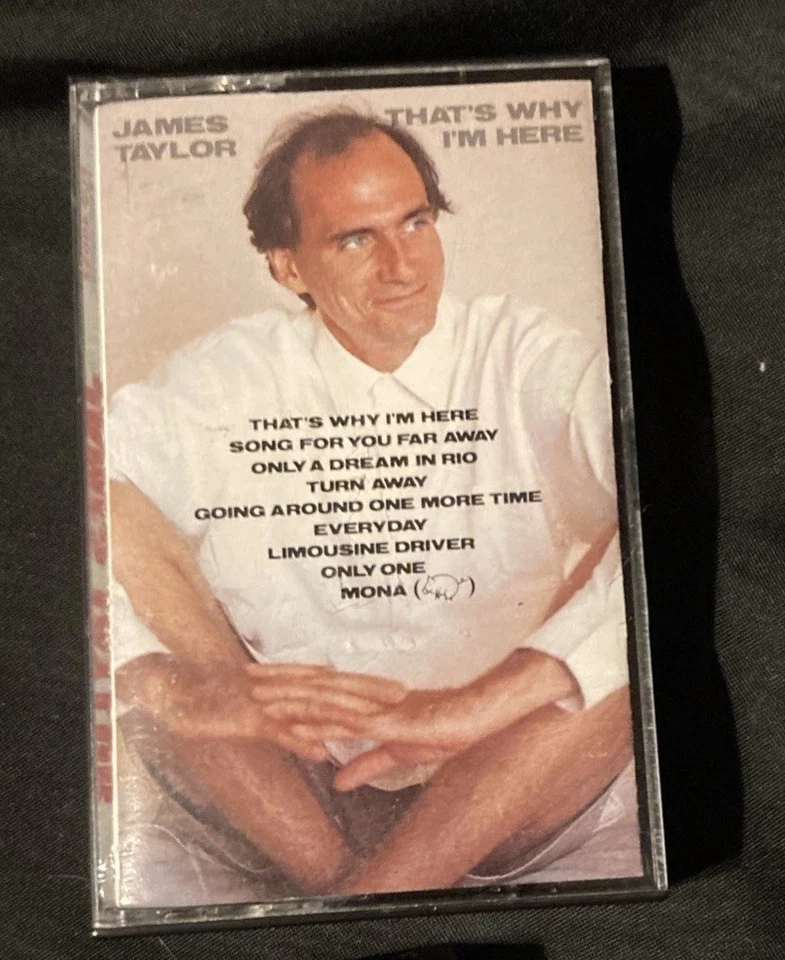 JAMES
TAYLOR
THAT'S WHY
I'M HERE
THAT'S WHY I'M HERE
SONG FOR YOU FAR AWAY
ONLY A DREAM IN RIO
TURN AWAY
GOING AROUND ONE MORE TIME
EVERYDAY
LIMOUSINE DRIVER
ONLY ONE
MONA ( )